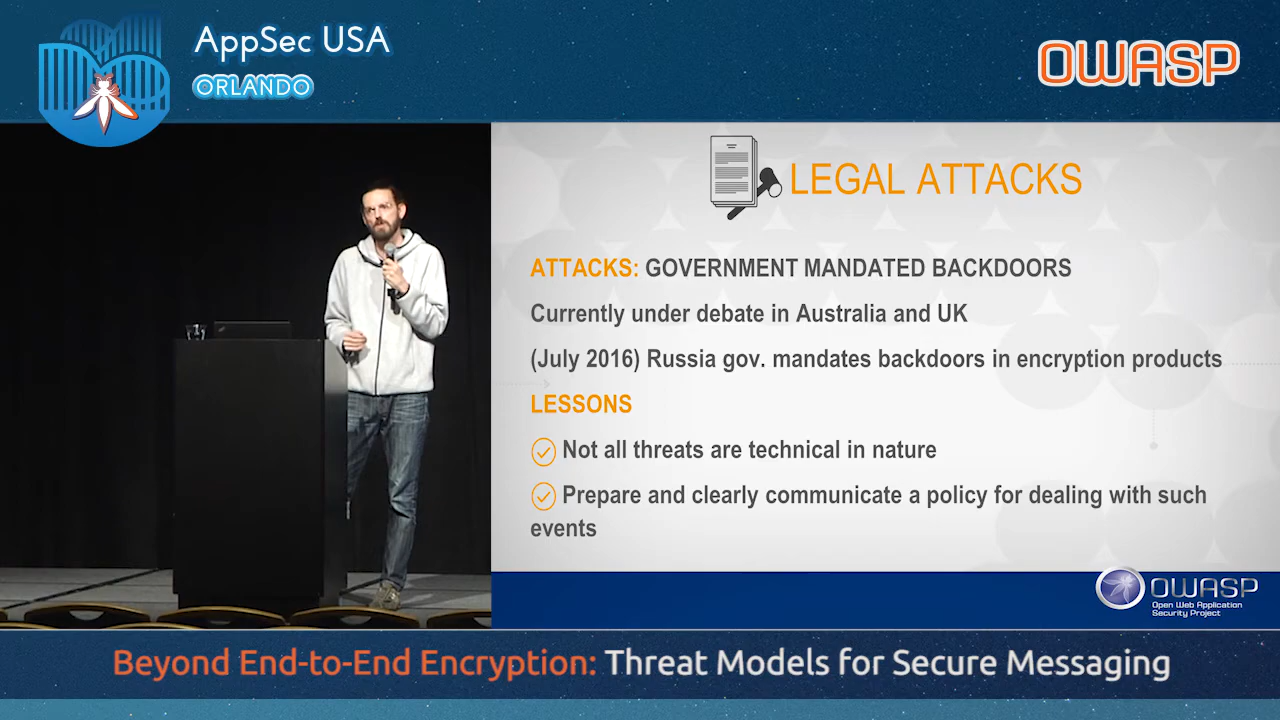 AppSec USA
ORLANDO
OWASP
LEGAL ATTACKS
ATTACKS: GOVERNMENT MANDATED BACKDOORS
Currently under debate in Australia and UK
(July 2016) Russia gov. mandates backdoors in encryption products
LESSONS
Not all threats are technical in nature
Prepare and clearly communicate a policy for dealing with such
events
OWASP
Open Web Application
Security Project
Beyond End-to-End Encryption: Threat Models for Secure Messaging